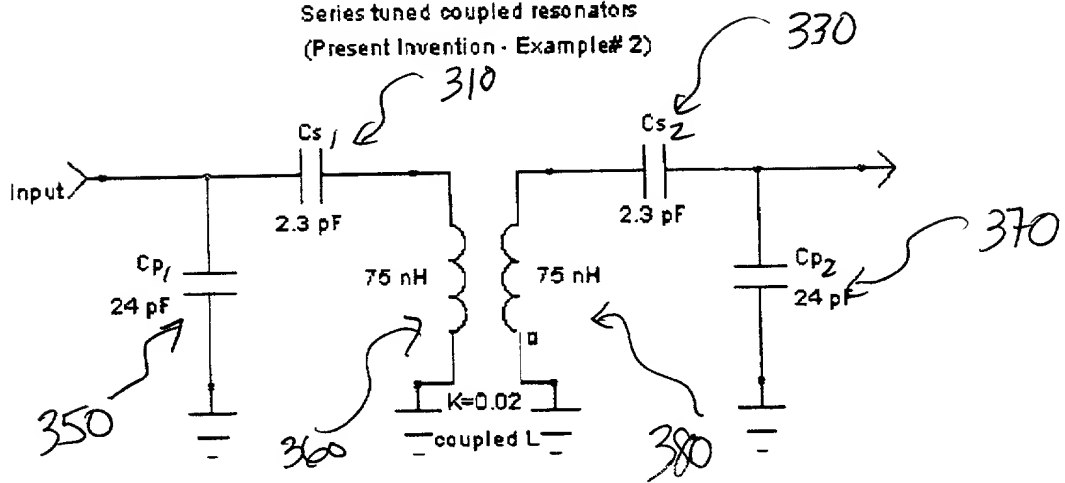 Series tuned coupled resonators
(Present Invention - Example# 2)
330
310
Cs1
Cs2
Input
2.3 pF
2.3 pF
370
Cp1
24 pF
75 nH
75 nH
Cp2
24 pF
350
360
K=0.02
coupled L
380